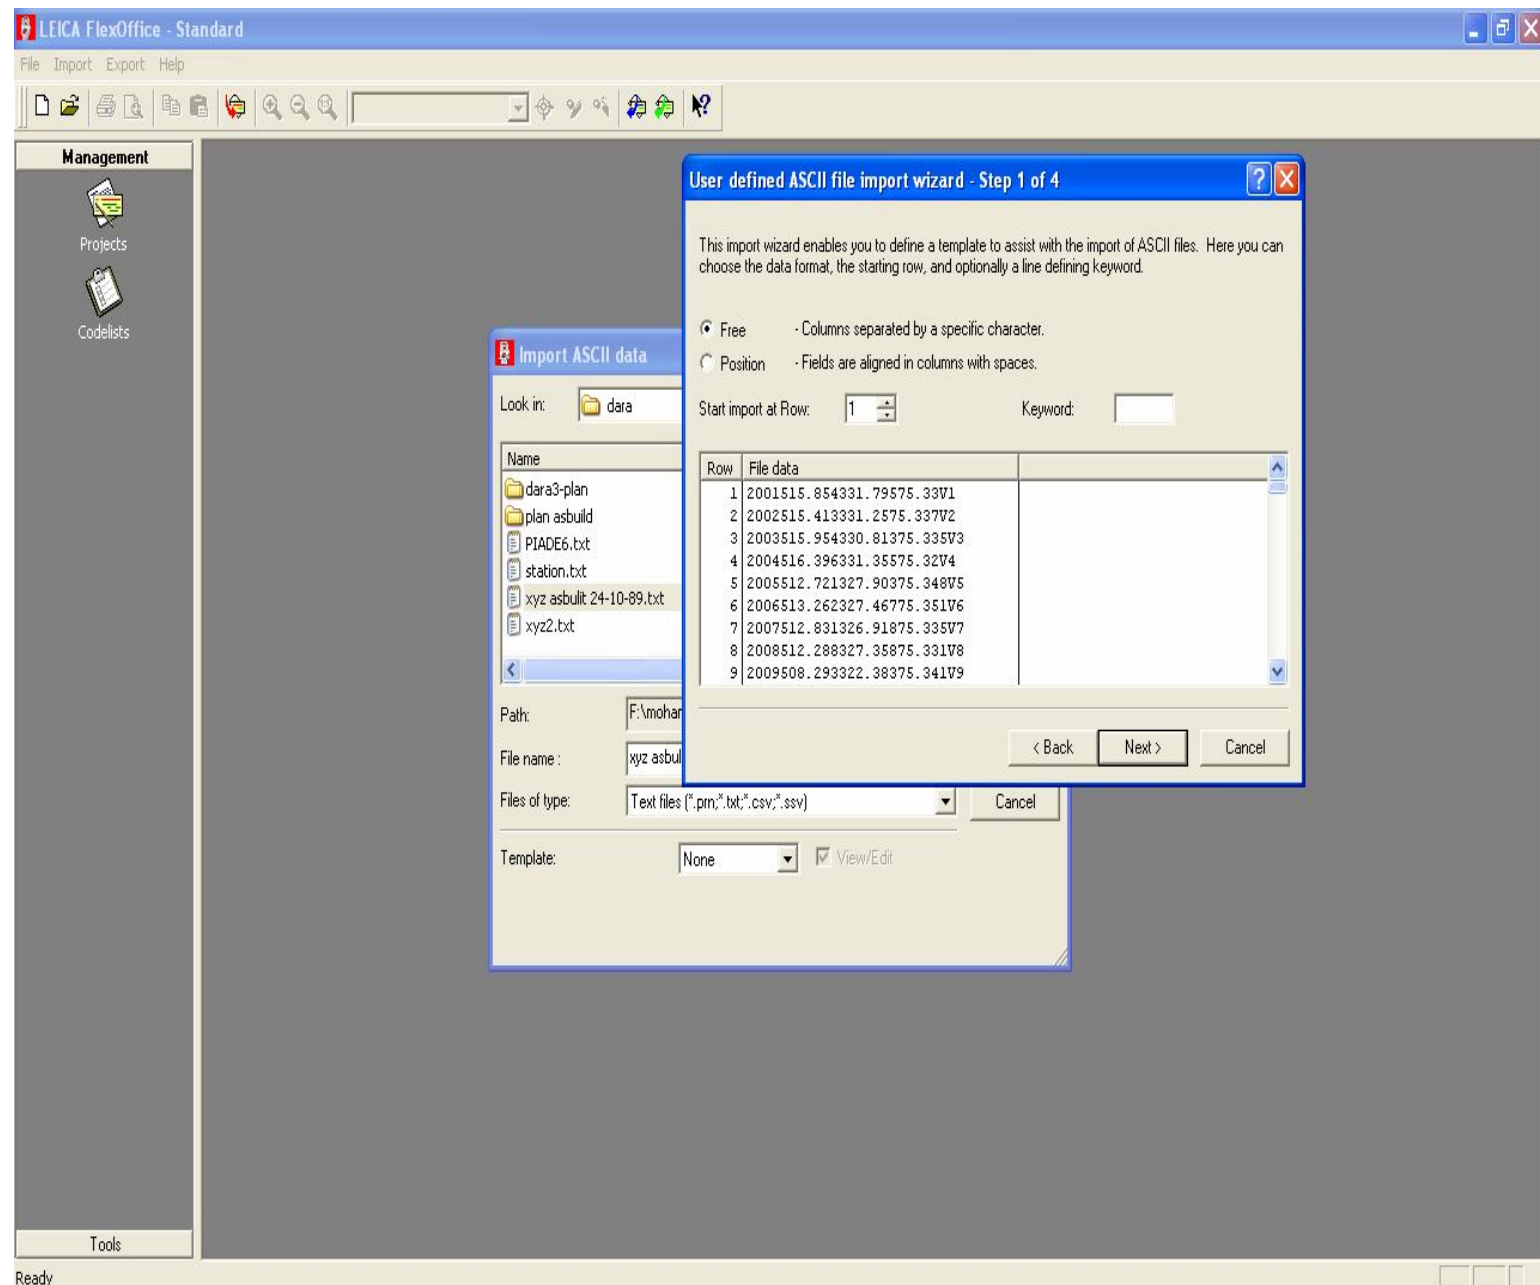 LEICA FlexOffice - Standard
File Import Export Help
Management
Projects
Codelists
Tools
Ready
Import ASCII data
Look in: dara
Name
dara3-plan
plan asbuild
PIADE6.txt
station.txt
xyz asbulit 24-10-89.txt
xyz2.txt
Path: F:\mohar
File name : xyz asbul
Files of type: Text files (*.prn;*.txt;*.csv;*.ssv) Cancel
Template: None View/Edit
User defined ASCII file import wizard - Step 1 of 4
This import wizard enables you to define a template to assist with the import of ASCII files. Here you can
choose the data format, the starting row, and optionally a line defining keyword.
Free - Columns separated by a specific character.
Position - Fields are aligned in columns with spaces.
Start import at Row: 1 Keyword:
Row File data
1 2001515.854331.79575.33V1
2 2002515.413331.2575.337V2
3 2003515.954330.81375.335V3
4 2004516.396331.35575.32V4
5 2005512.721327.90375.348V5
6 2006513.262327.46775.351V6
7 2007512.831326.91875.335V7
8 2008512.288327.35875.331V8
9 2009508.293322.38375.341V9
< Back Next > Cancel